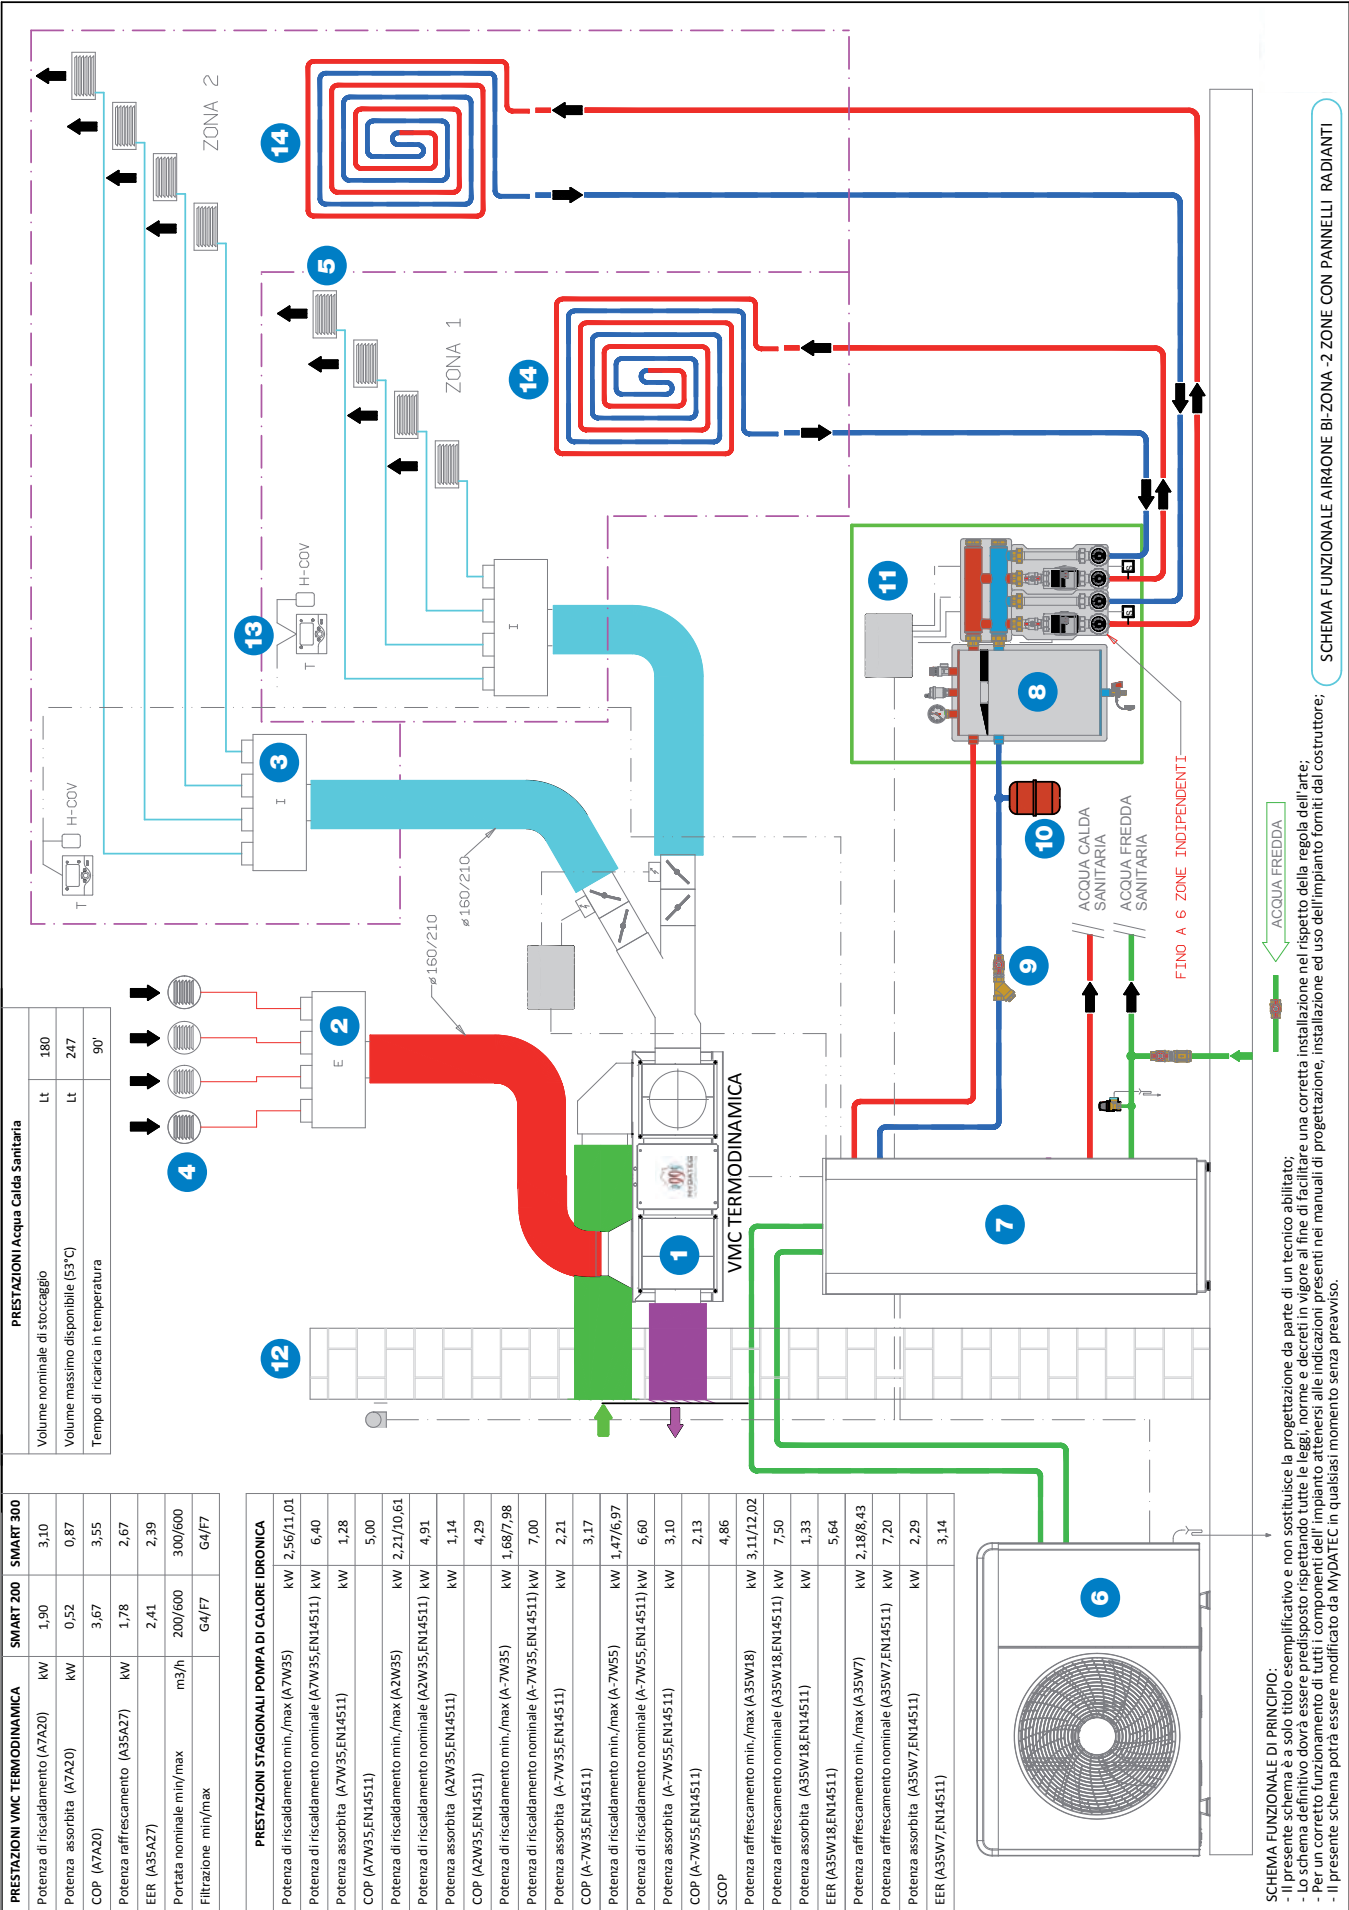 PRESTAZIONI VMC TERMODINAMICA SMART 200 SMART 300
Potenza di riscaldamento (A7A20) kW 1,90 3,10
Potenza assorbita (A7A20) kW 0,52 0,87
COP (A7A20) 3,67 3,55
Potenza raffrescamento (A35A27) kW 1,78 2,67
EER (A35A27) 2,41 2,39
Portata nominale min/max m3/h 200/600 300/600
Filtrazione min/max G4/F7 G4/F7
PRESTAZIONI Acqua Calda Sanitaria
Volume nominale di stoccaggio Lt 180
Volume massimo disponibile (53°C) Lt 247
Tempo di ricarica in temperatura 90'
PRESTAZIONI STAGIONALI POMPA DI CALORE IDRONICA
Potenza di riscaldamento min./max (A7W35) kW 2,56/11,01
Potenza di riscaldamento nominale (A7W35,EN14511) kW 6,40
Potenza assorbita (A7W35,EN14511) kW 1,28
COP (A7W35,EN14511) 5,00
Potenza di riscaldamento min./max (A2W35) kW 2,21/10,61
Potenza di riscaldamento nominale (A2W35,EN14511) kW 4,91
Potenza assorbita (A2W35,EN14511) kW 1,14
COP (A2W35,EN14511) 4,29
Potenza di riscaldamento min./max (A-7W35) kW 1,68/7,98
Potenza di riscaldamento nominale (A-7W35,EN14511) kW 7,00
Potenza assorbita (A-7W35,EN14511) kW 2,21
COP (A-7W35,EN14511) 3,17
Potenza di riscaldamento min./max (A-7W55) kW 1,47/6,97
Potenza di riscaldamento nominale (A-7W55,EN14511) kW 6,60
Potenza assorbita (A-7W55,EN14511) kW 3,10
COP (A-7W55,EN14511) 2,13
SCOP 4,86
Potenza raffrescamento min./max (A35W18) kW 3,11/12,02
Potenza raffrescamento nominale (A35W18,EN14511) kW 7,50
Potenza assorbita (A35W18,EN14511) kW 1,33
EER (A35W18,EN14511) 5,64
Potenza raffrescamento min./max (A35W7) kW 2,18/8,43
Potenza raffrescamento nominale (A35W7,EN14511) kW 7,20
Potenza assorbita (A35W7,EN14511) kW 2,29
EER (A35W7,EN14511) 3,14
ZONA 2
14
5
ZONA 1
14
13
H-COV
T
I
3
I
H-COV
T
ø160/210
ø160/210
2
E
4
12
1
MYDATEC
VMC TERMODINAMICA
11
8
S
S
10
9
7
6
FINO A 6 ZONE INDIPENDENTI
ACQUA CALDA
SANITARIA
ACQUA FREDDA
SANITARIA
ACQUA FREDDA
SCHEMA FUNZIONALE DI PRINCIPIO:
- Il presente schema è a solo titolo esemplificativo e non sostituisce la progettazione da parte di un tecnico abilitato;
- Lo schema definitivo dovrà essere predisposto rispettando tutte le leggi, norme e decreti in vigore al fine di facilitare una corretta installazione nel rispetto della regola dell'arte;
- Per un corretto funzionamento di tutti i componenti dell' impianto attenersi alle indicazioni presenti nei manuali di progettazione, installazione ed uso dell'impianto forniti dal costruttore;
- Il presente schema potrà essere modificato da MyDATEC in qualsiasi momento senza preavviso.
SCHEMA FUNZIONALE AIR4ONE BI-ZONA -2 ZONE CON PANNELLI RADIANTI